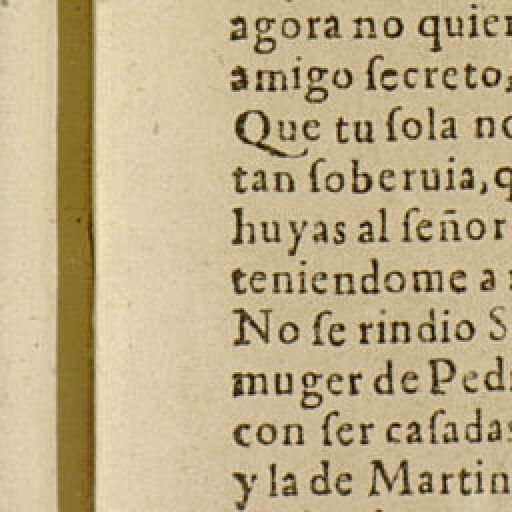 agora no quier
amigo ſecreto,
Que tu ſola no
tan ſoberuia, q
huyas al ſeñor
teniendome a
No ſe rindio S
muger de Ped
con ſer caſadas
y la de Martin